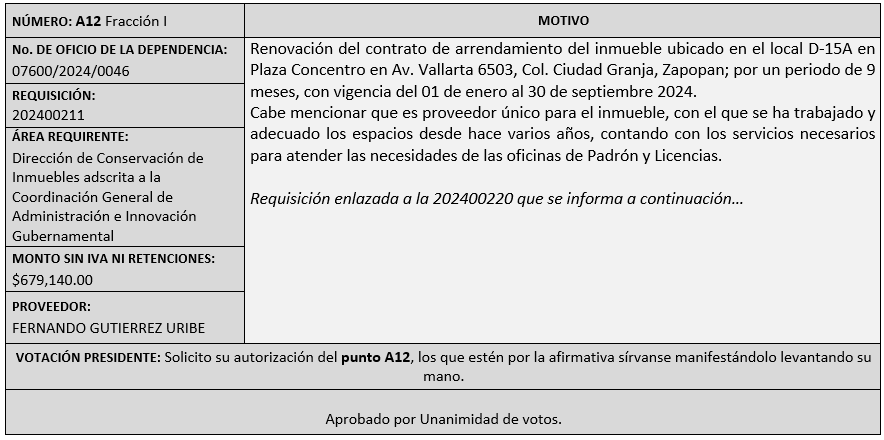 NÚMERO: A12 Fracción I
MOTIVO
No. DE OFICIO DE LA DEPENDENCIA:
07600/2024/0046
REQUISICIÓN:
202400211
ÁREA REQUIRENTE:
Dirección de Conservación de
Inmuebles adscrita a la
Coordinación General de
Administración e Innovación
Gubernamental
MONTO SIN IVA NI RETENCIONES:
$679,140.00
PROVEEDOR:
FERNANDO GUTIERREZ URIBE
Renovación del contrato de arrendamiento del inmueble ubicado en el local D-15A en
Plaza Concentro en Av. Vallarta 6503, Col. Ciudad Granja, Zapopan; por un periodo de 9
meses, con vigencia del 01 de enero al 30 de septiembre 2024.
Cabe mencionar que es proveedor único para el inmueble, con el que se ha trabajado y
adecuado los espacios desde hace varios años, contando con los servicios necesarios
para atender las necesidades de las oficinas de Padrón y Licencias.
Requisición enlazada a la 202400220 que se informa a continuación...
VOTACIÓN PRESIDENTE: Solicito su autorización del punto A12, los que estén por la afirmativa sírvanse manifestándolo levantando su
mano.
Aprobado por Unanimidad de votos.